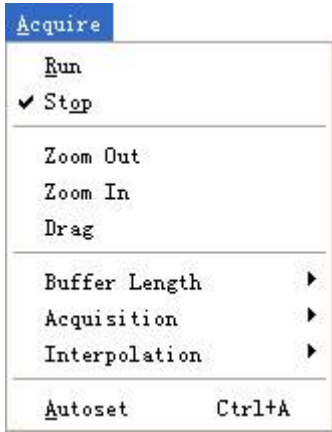 Acquire
Run
Stop
Zoom Out
Zoom In
Drag
Buffer Length
Acquisition
Interpolation
Autoset Ctrl+A